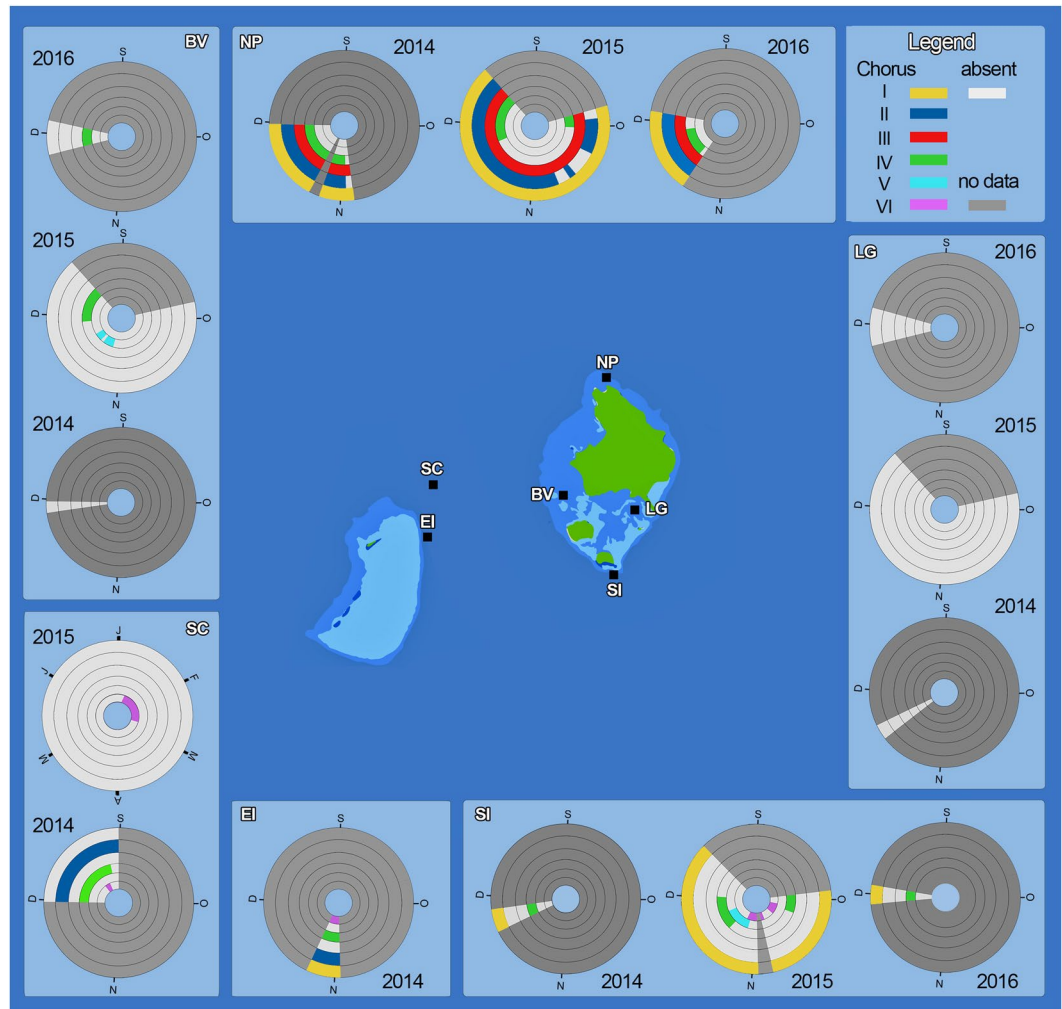 BV
2016
S
D
O
N
2015
S
D
O
N
2014
S
D
O
N
NP
2014
S
D
O
N
2015
S
D
O
N
2016
S
D
O
N
Legend
Chorus absent
I
II
III
IV
V no data
VI
LG
2016
S
D
O
N
2015
S
D
O
N
2014
S
D
O
N
NP
SC
BV
EI
LG
SI
SC
2015
J
F
M
A
M
J
2014
S
D
O
N
EI
S
D
O
N
2014
SI
S
D
O
N
2014
S
D
O
N
2015
S
D
O
N
2016